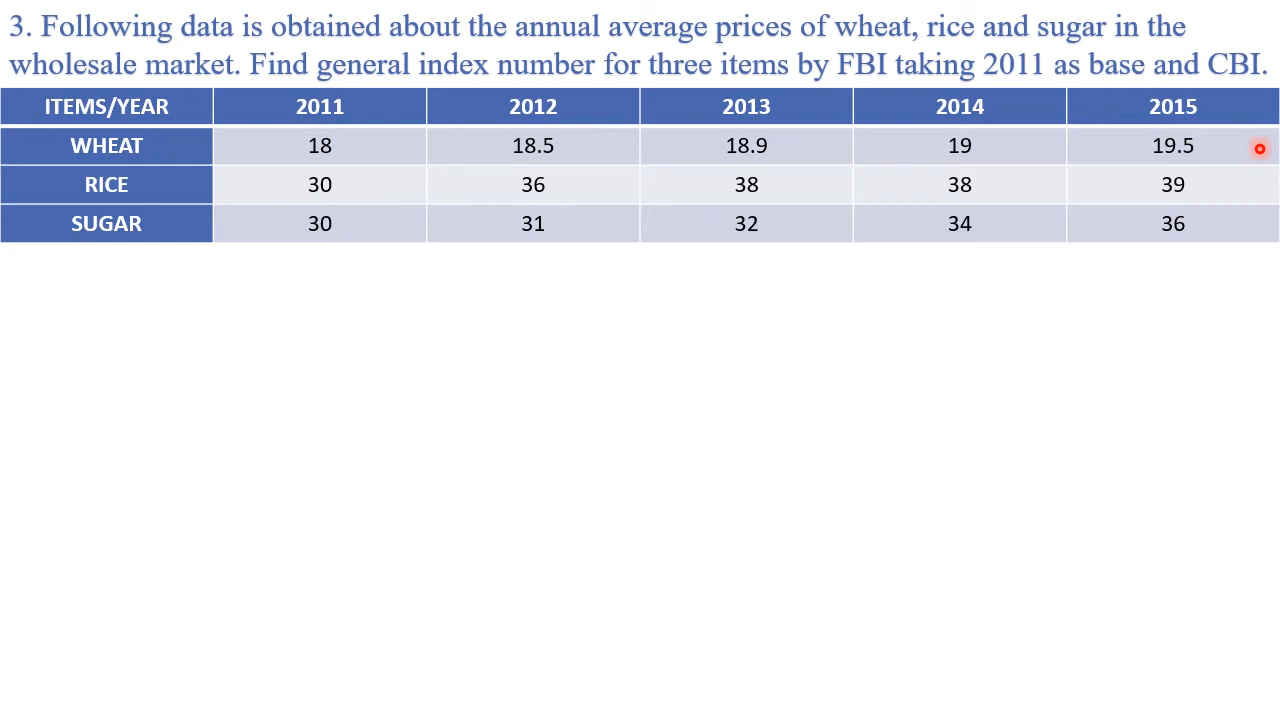 3. Following data is obtained about the annual average prices of wheat, rice and sugar in the
wholesale market. Find general index number for three items by FBI taking 2011 as base and CBI.
ITEMS/YEAR 2011 2012 2013 2014 2015
WHEAT 18 18.5 18.9 19 19.5
RICE 30 36 38 38 39
SUGAR 30 31 32 34 36